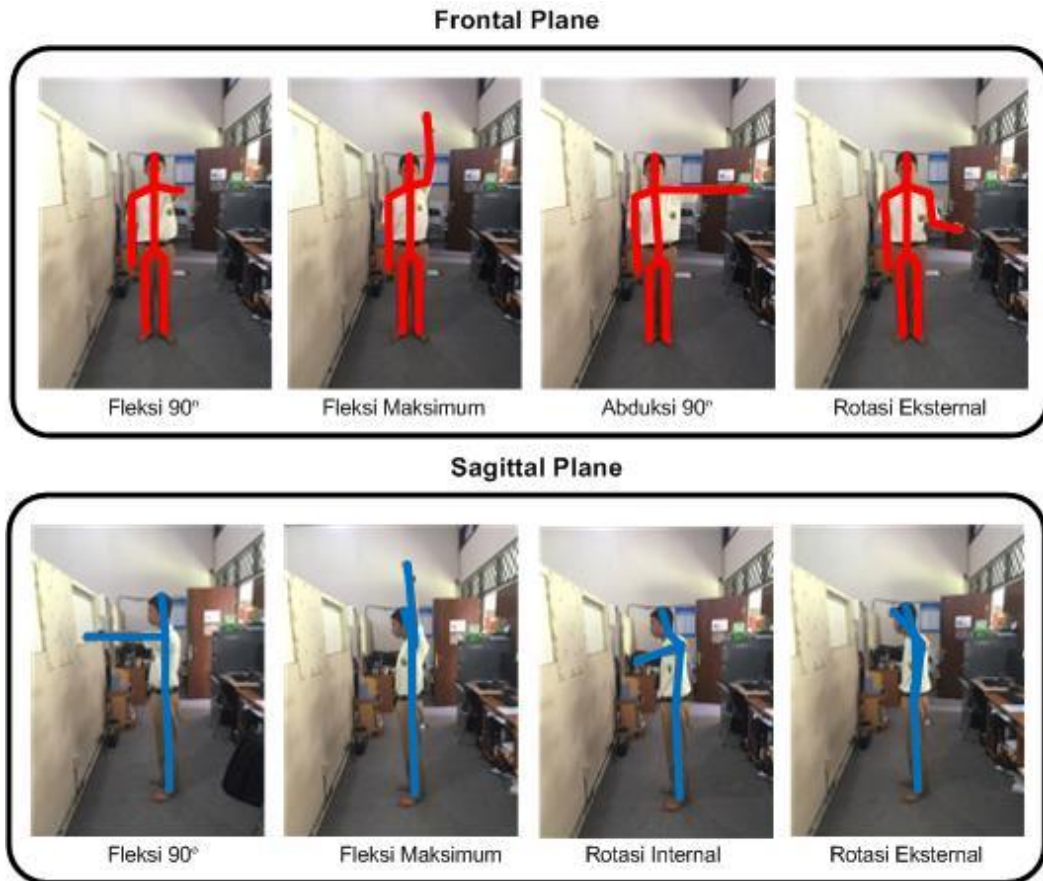 Frontal Plane
Fleksi 90°
Fleksi Maksimum
Abduksi 90°
Rotasi Eksternal
Sagittal Plane
Fleksi 90°
Fleksi Maksimum
Rotasi Internal
Rotasi Eksternal